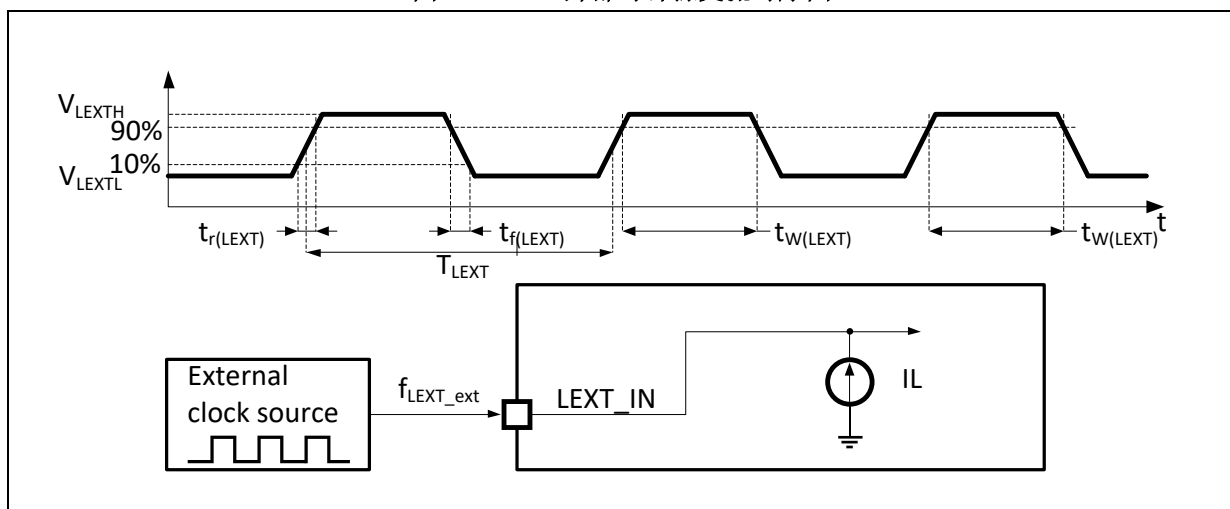 V_LEXTH
90%
10%
V_LEXTL
t
t_r(LEXT)
t_f(LEXT)
t_W(LEXT)
t_W(LEXT)
T_LEXT
External
clock source
f_LEXT_ext
LEXT_IN
IL